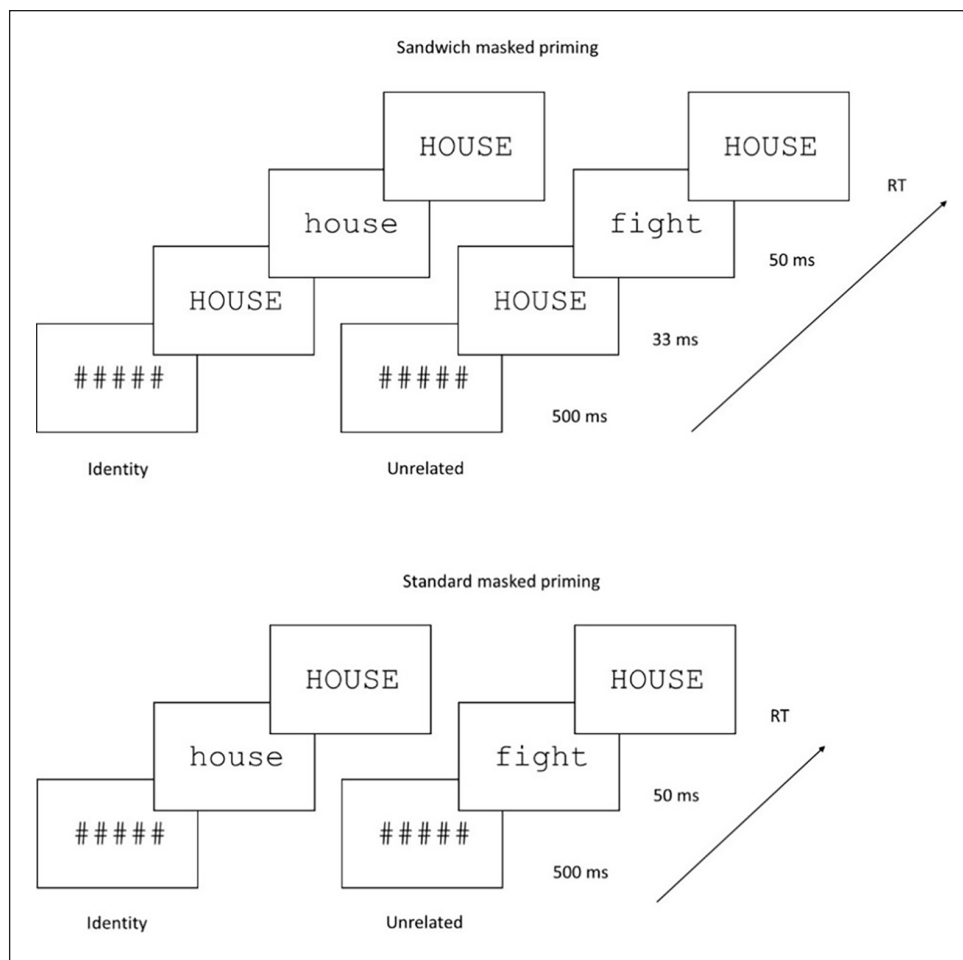 Sandwich masked priming
HOUSE
HOUSE
RT
house
fight
50 ms
HOUSE
HOUSE
33 ms
#####
#####
500 ms
Identity
Unrelated
Standard masked priming
HOUSE
HOUSE
RT
house
fight
50 ms
#####
#####
500 ms
Identity
Unrelated